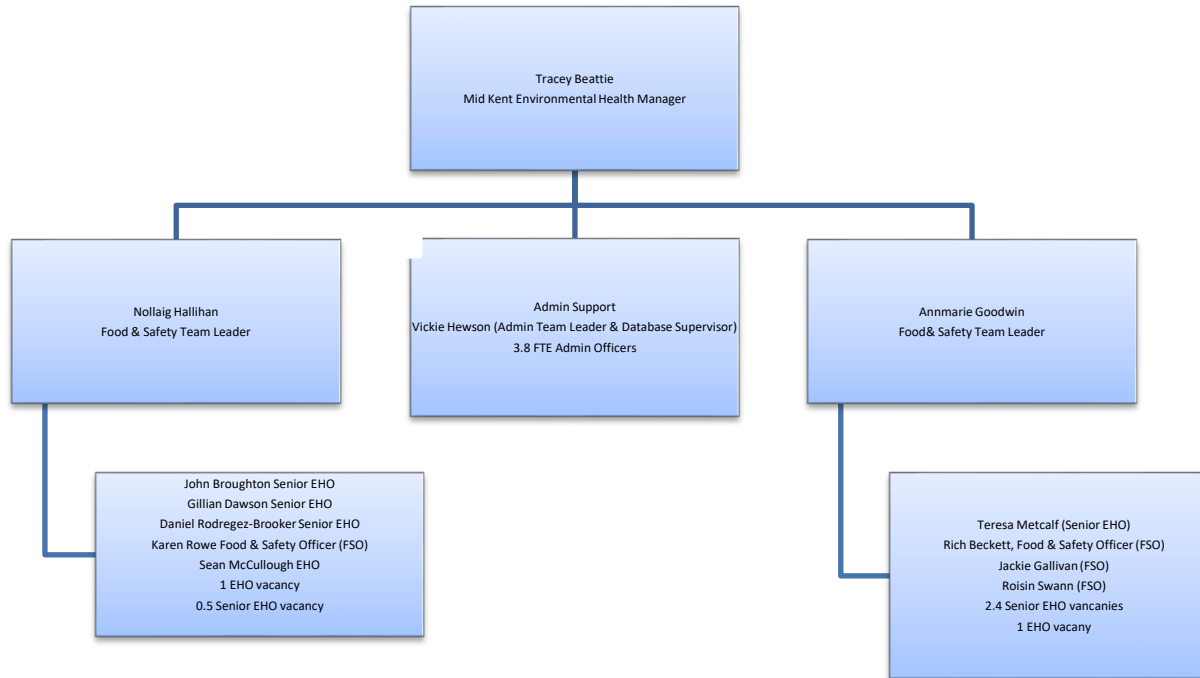 Tracey Beattie
Mid Kent Environmental Health Manager
Nollaig Hallihan
Food & Safety Team Leader
Admin Support
Vickie Hewson (Admin Team Leader & Database Supervisor)
3.8 FTE Admin Officers
Annmarie Goodwin
Food& Safety Team Leader
John Broughton Senior EHO
Gillian Dawson Senior EHO
Daniel Rodregez-Brooker Senior EHO
Karen Rowe Food & Safety Officer (FSO)
Sean McCullough EHO
1 EHO vacancy
0.5 Senior EHO vacancy
Teresa Metcalf (Senior EHO)
Rich Beckett, Food & Safety Officer (FSO)
Jackie Gallivan (FSO)
Roisin Swann (FSO)
2.4 Senior EHO vancanies
1 EHO vacancy